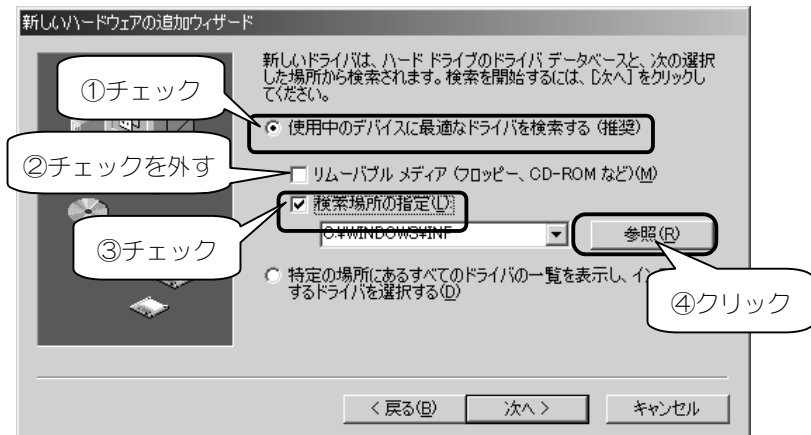 新しいハードウェアの追加ウィザード
新しいドライバは、ハード ドライブのドライバ データベースと、次の選択
した場所から検索されます。検索を開始するには、[次へ] をクリックし
てください。
①チェック
使用中のデバイスに最適なドライバを検索する (推奨)
②チェックを外す
リムーバブル メディア (フロッピー、CD-ROM など)(M)
検索場所の指定(L):
③チェック
C:¥WINDOWS¥INF
参照(R)
特定の場所にあるすべてのドライバの一覧を表示し、イン
するドライバを選択する(D)
④クリック
< 戻る(B)
次へ >
キャンセル